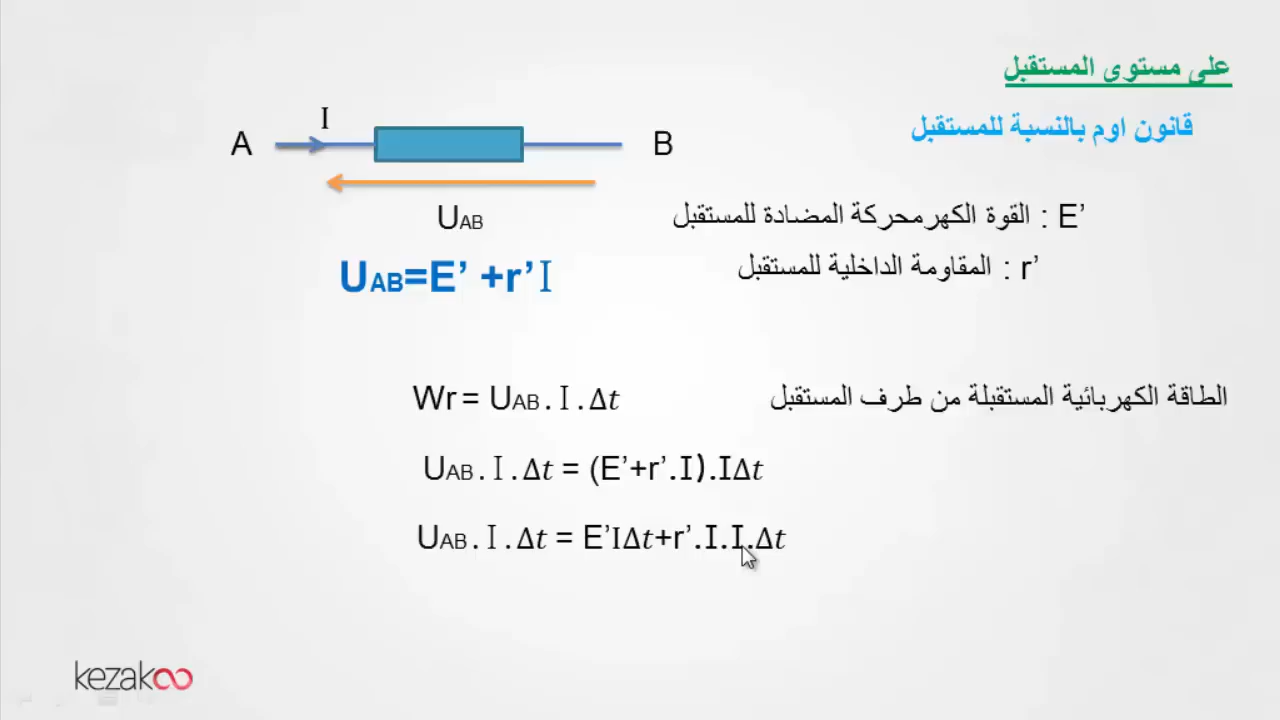 على مستوى المستقبل
قانون اوم بالنسبة للمستقبل
I
A
B
UAB
E’ : القوة الكهرمحركة المضادة للمستقبل
r’ : المقاومة الداخلية للمستقبل
UAB=E’ +r’I
الطاقة الكهربائية المستقبلة من طرف المستقبل
Wr = UAB . I . Δt
UAB . I . Δt = (E’+r’.I).IΔt
UAB . I . Δt = E’IΔt+r’.I.I.Δt
kezakoo